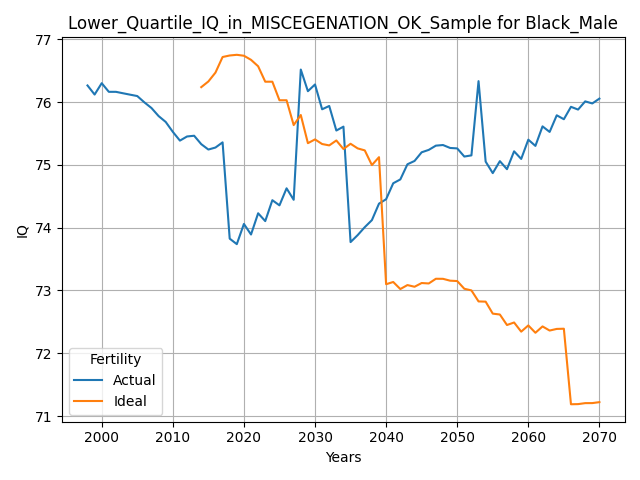 Lower_Quartile_IQ_in_MISCEGENATION_OK_Sample for Black_Male
77
76
75
74
73
72
71
IQ
Fertility
Actual
Ideal
2000 2010 2020 2030 2040 2050 2060 2070
Years